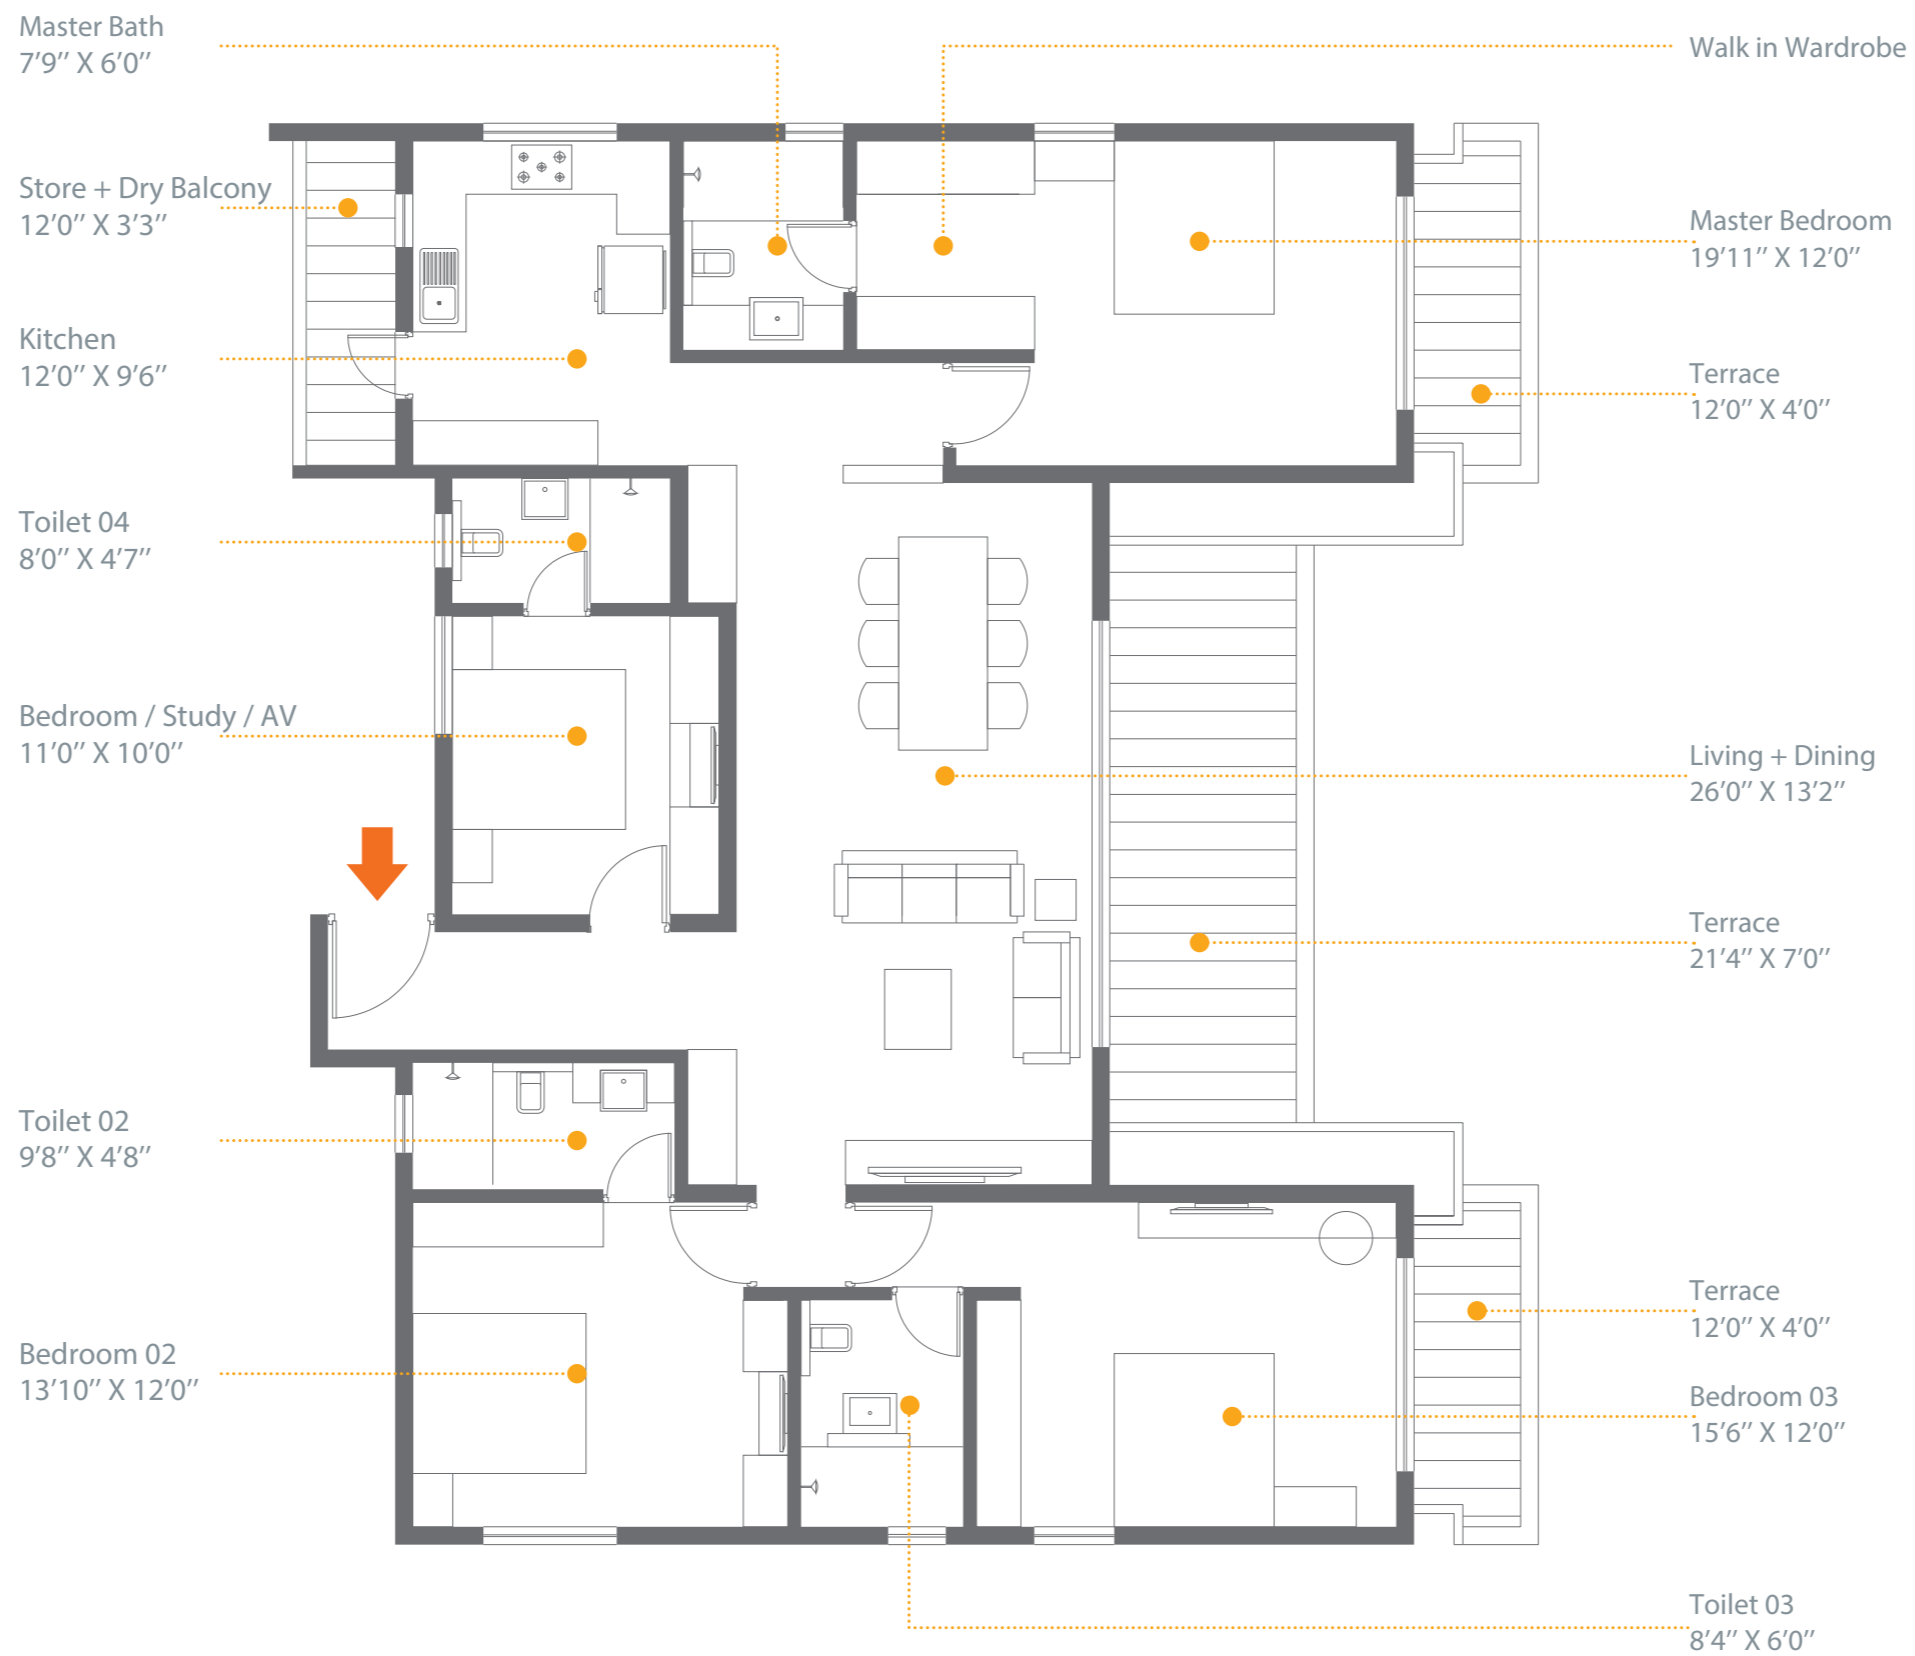 Master Bath
7’9’’ X 6’0’’
Store + Dry Balcony
12’0’’ X 3’3’’
Kitchen
12’0’’ X 9’6’’
Toilet 04
8’0’’ X 4’7’’
Bedroom / Study / AV
11’0’’ X 10’0’’
Toilet 02
9’8’’ X 4’8’’
Bedroom 02
13’10’’ X 12’0’’
Walk in Wardrobe
Master Bedroom
19’11’’ X 12’0’’
Terrace
12’0’’ X 4’0’’
Living + Dining
26’0’’ X 13’2’’
Terrace
21’4’’ X 7’0’’
Terrace
12’0’’ X 4’0’’
Bedroom 03
15’6’’ X 12’0’’
Toilet 03
8’4’’ X 6’0’’